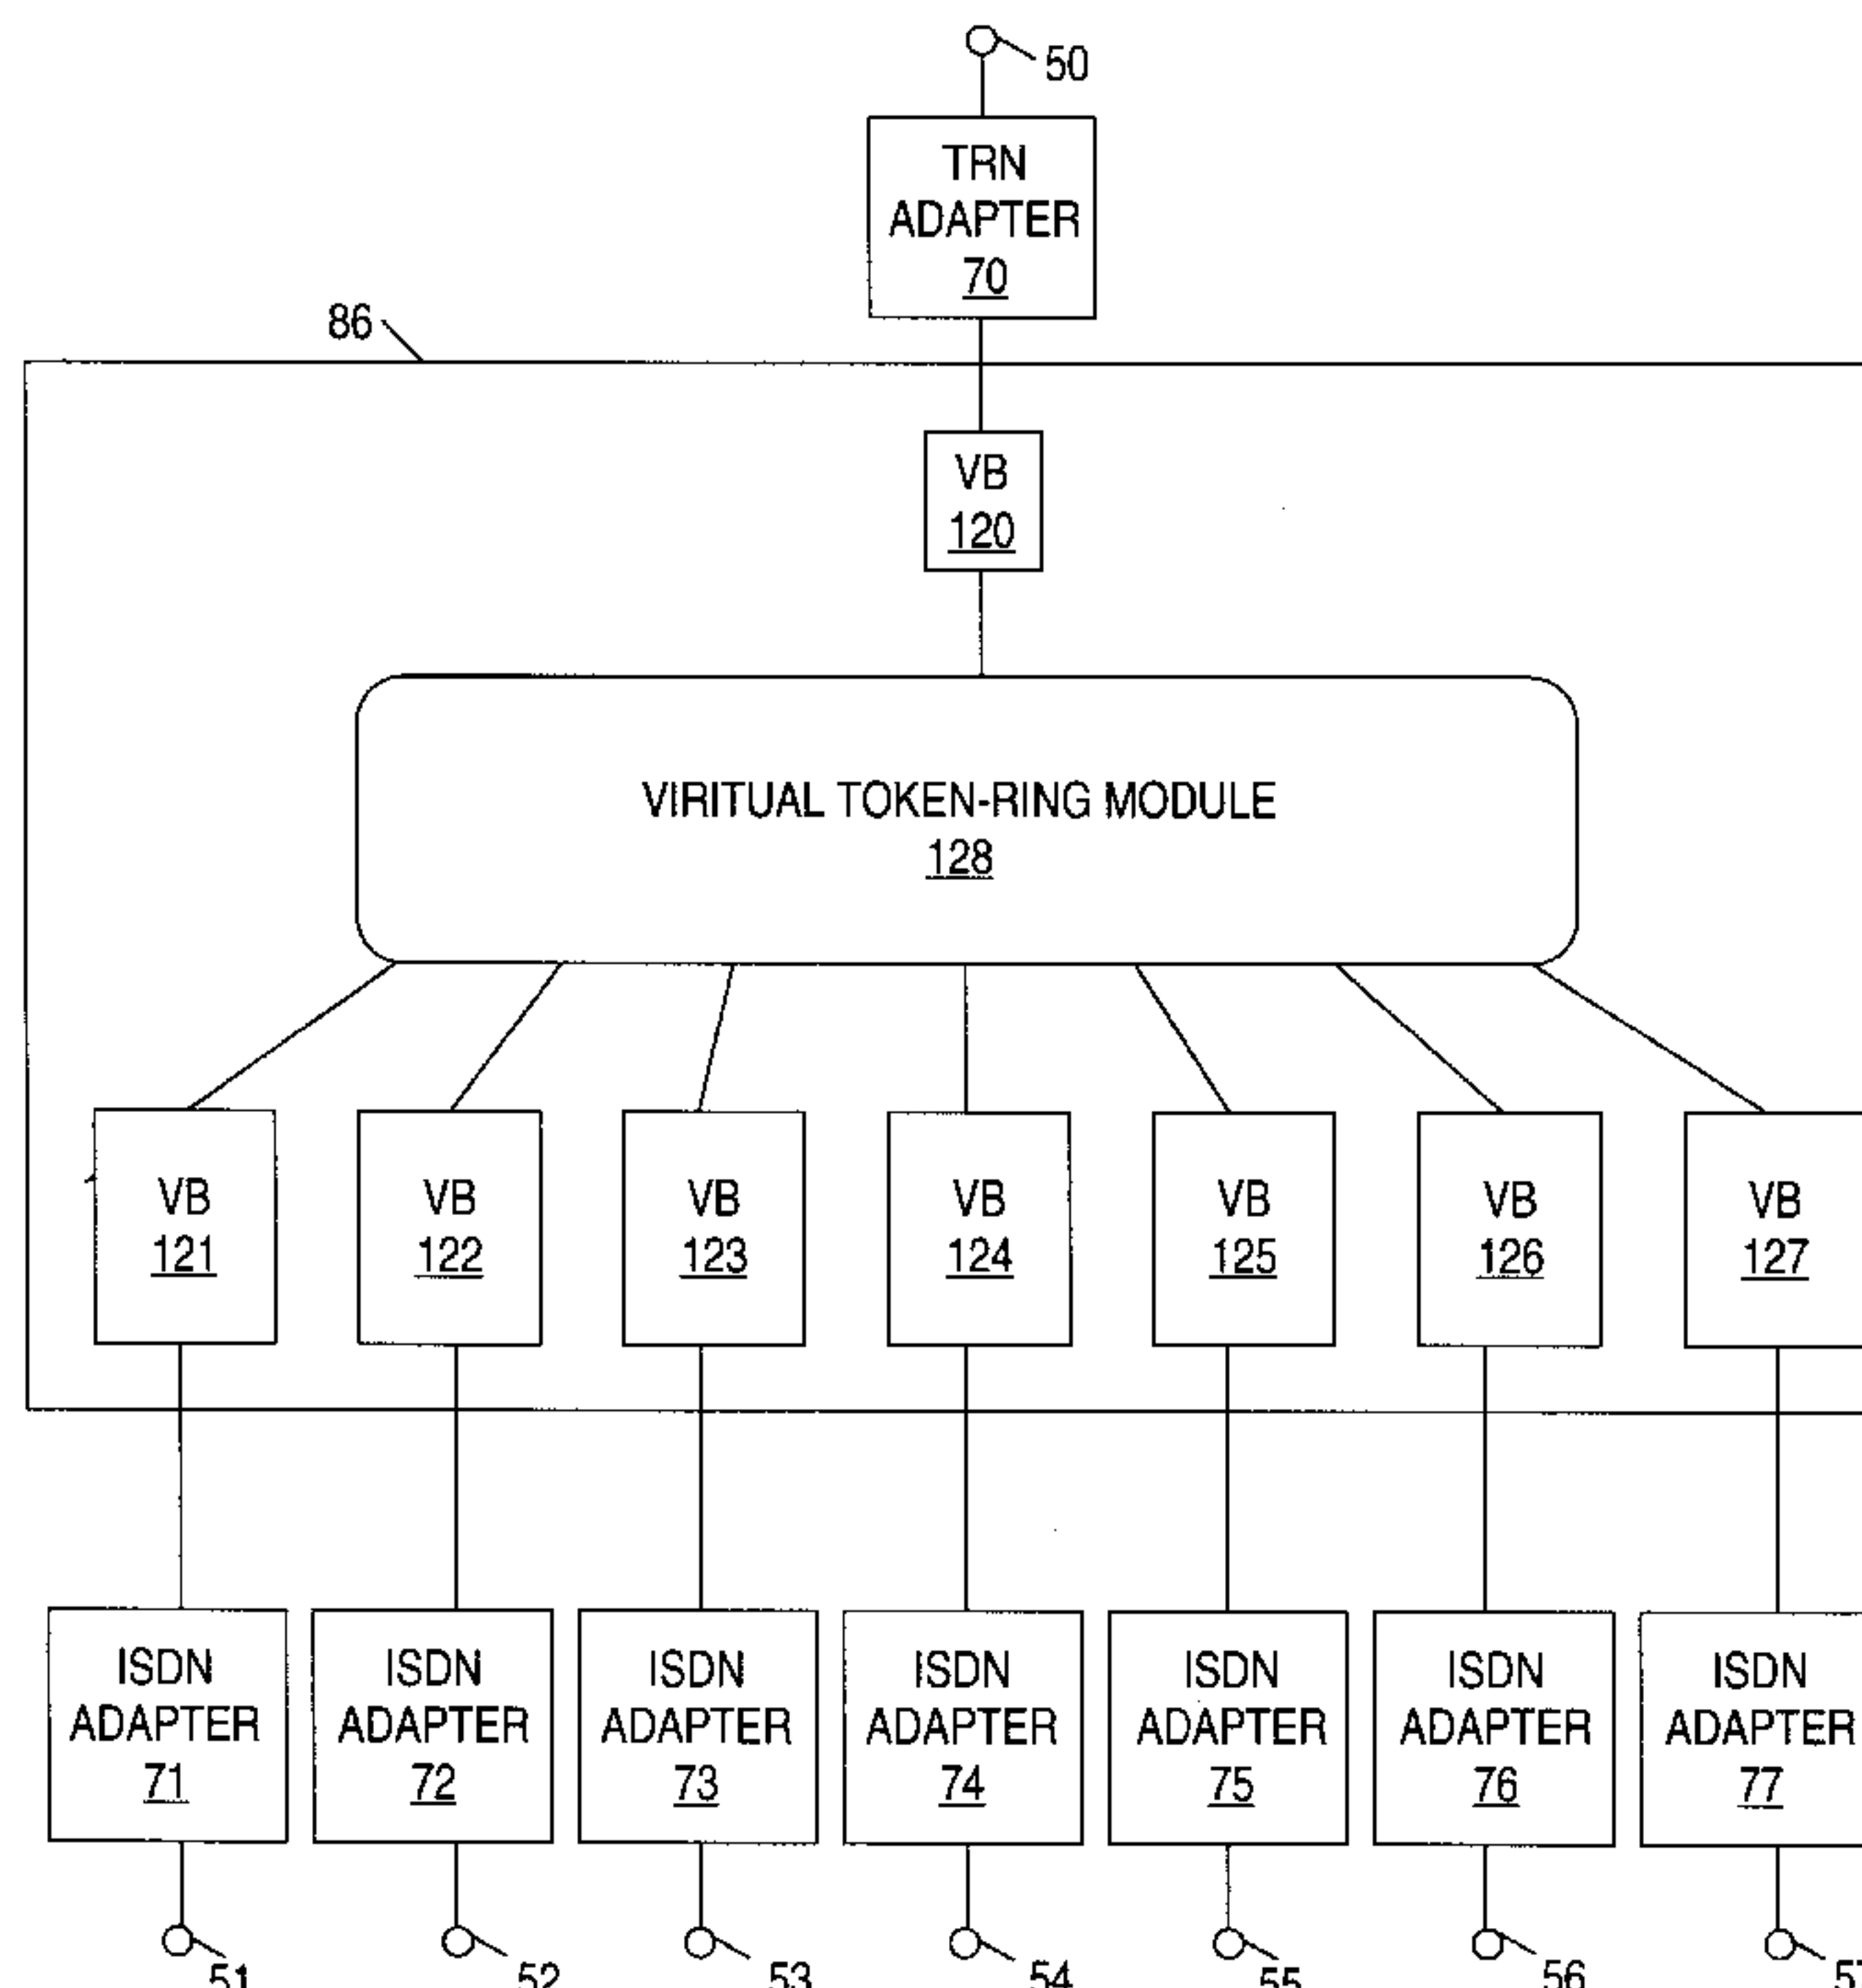 50
TRN
ADAPTER
70
86
VB
120
VIRITUAL TOKEN-RING MODULE
128
VB
121
VB
122
VB
123
VB
124
VB
125
VB
126
VB
127
ISDN
ADAPTER
71
ISDN
ADAPTER
72
ISDN
ADAPTER
73
ISDN
ADAPTER
74
ISDN
ADAPTER
75
ISDN
ADAPTER
76
ISDN
ADAPTER
77
51
52
53
54
55
56